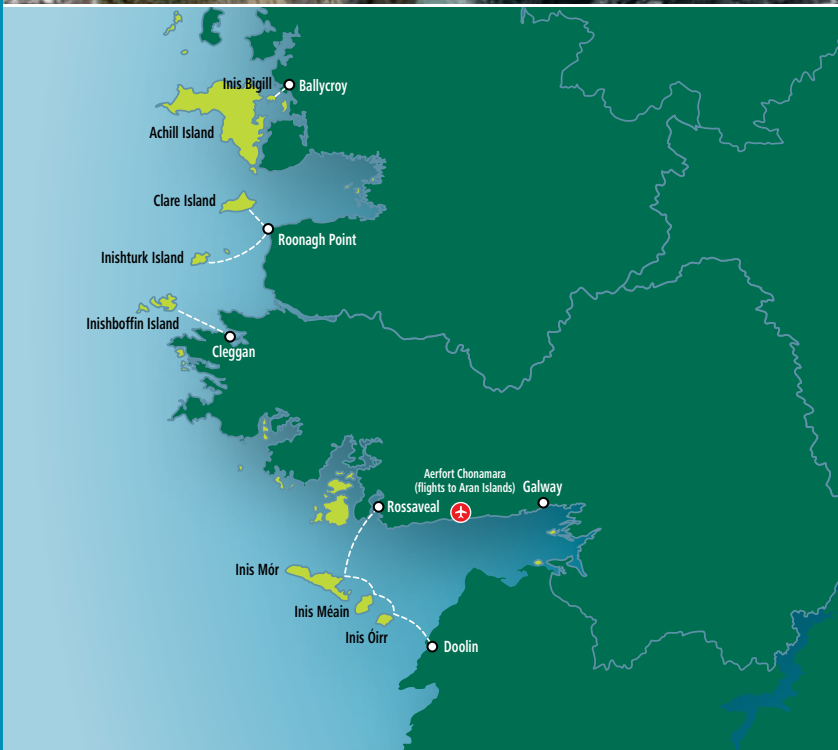 Inis Bigill
Ballycroy
Achill Island
Clare Island
Roonagh Point
Inishturk Island
Inishboffin Island
Cleggan
Aerfort Chonamara
(flights to Aran Islands)
Galway
Rossaveal
Inis Mór
Inis Méain
Inis Óirr
Doolin